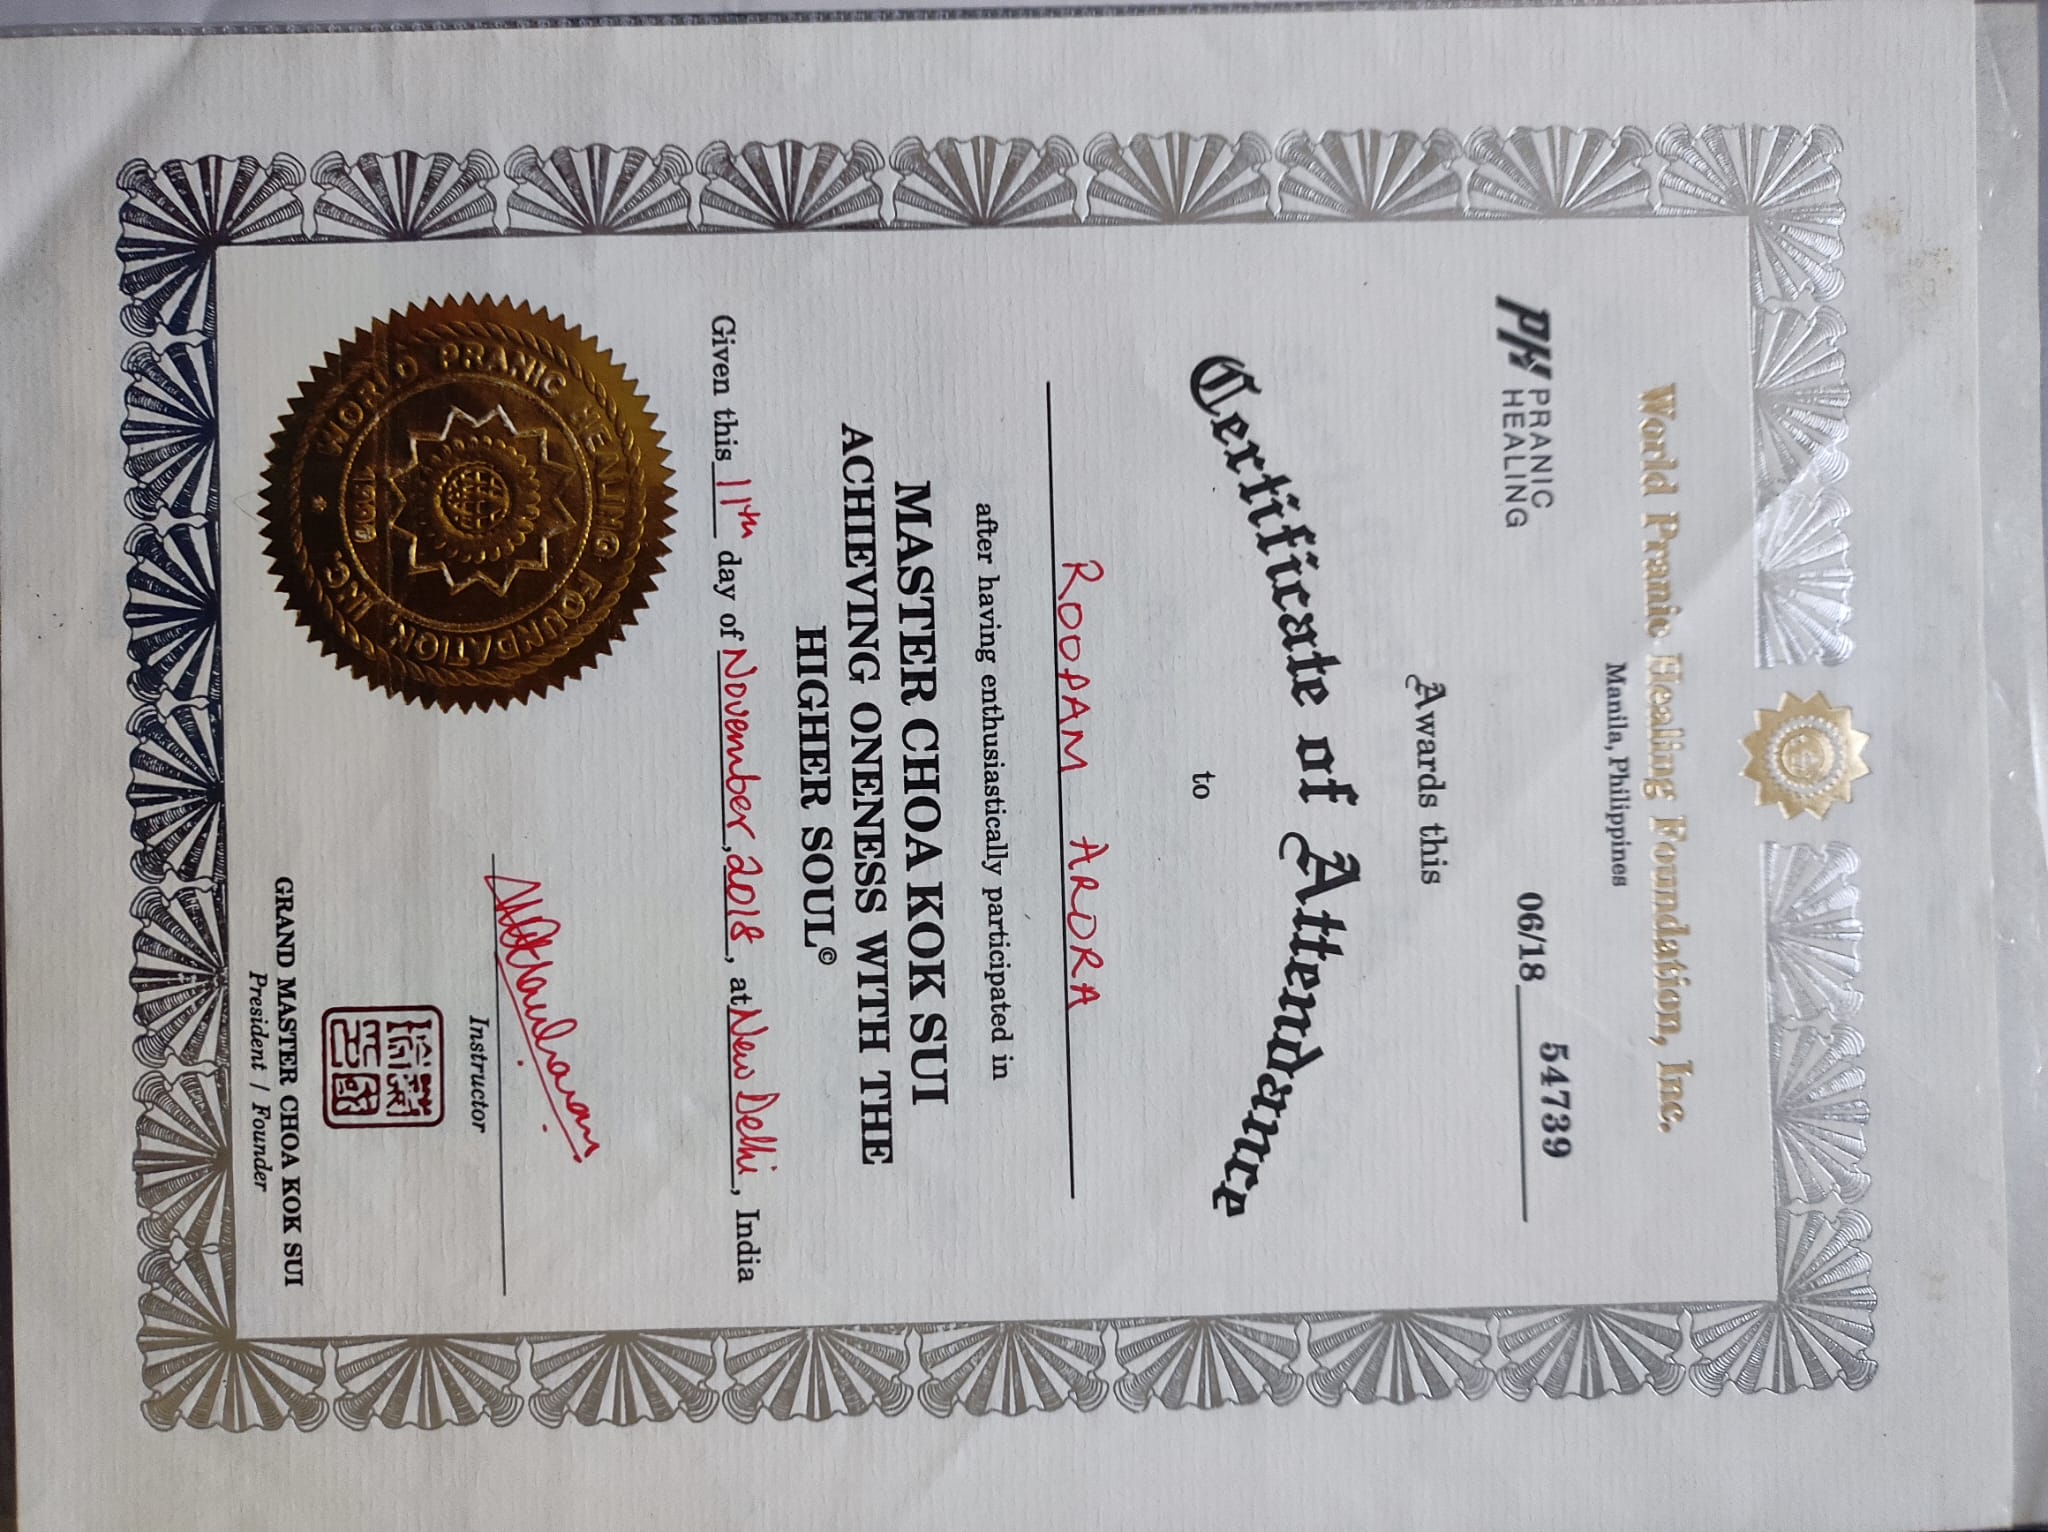 World Pranic Healing Foundation, Inc.
Manila, Philippines
PH PRANIC HEALING
06/18 54739
Awards this
Certificate of Attendance
to
ROOPAM ARORA
after having enthusiastically participated in
MASTER CHOA KOK SUI
ACHIEVING ONENESS WITH THE
HIGHER SOUL©
Given this 11th day of November, 2018, at New Delhi, India
WORLD PRANIC HEALING FOUNDATION INC.
Instructor
GRAND MASTER CHOA KOK SUI
President / Founder